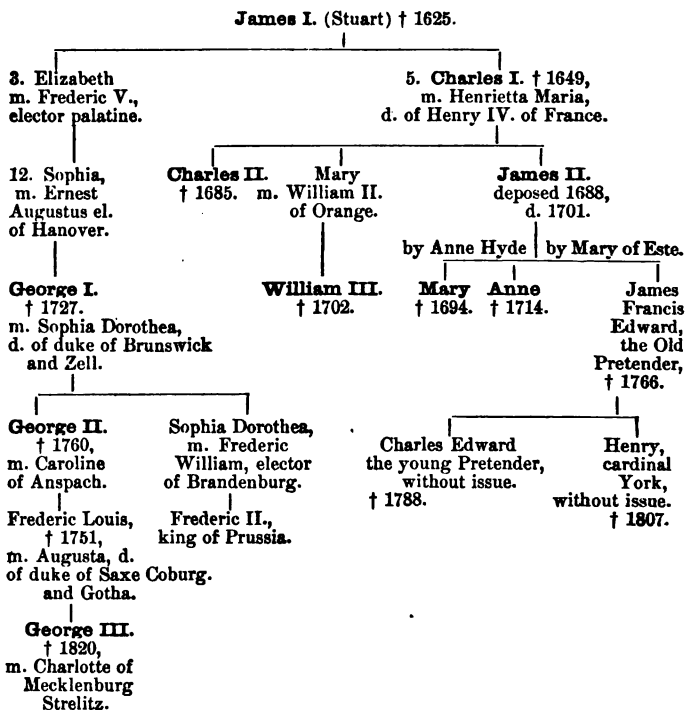 James I. (Stuart) † 1625.
3. Elizabeth
m. Frederic V.,
elector palatine.
5. Charles I. † 1649,
m. Henrietta Maria,
d. of Henry IV. of France.
12. Sophia,
m. Ernest
Augustus el.
of Hanover.
Charles II.
† 1685.
Mary
m. William II.
of Orange.
James II.
deposed 1688,
d. 1701.
by Anne Hyde
by Mary of Este.
George I.
† 1727.
m. Sophia Dorothea,
d. of duke of Brunswick
and Zell.
William III.
† 1702.
Mary
† 1694.
Anne
† 1714.
James
Francis
Edward,
the Old
Pretender,
† 1766.
George II.
† 1760,
m. Caroline
of Anspach.
Sophia Dorothea,
m. Frederic
William, elector
of Brandenburg.
Charles Edward
the young Pretender,
without issue.
† 1788.
Henry,
cardinal
York,
without issue.
† 1807.
Frederic Louis,
† 1751,
m. Augusta, d.
of duke of Saxe Coburg.
and Gotha.
Frederic II.,
king of Prussia.
George III.
† 1820,
m. Charlotte of
Mecklenburg
Strelitz.